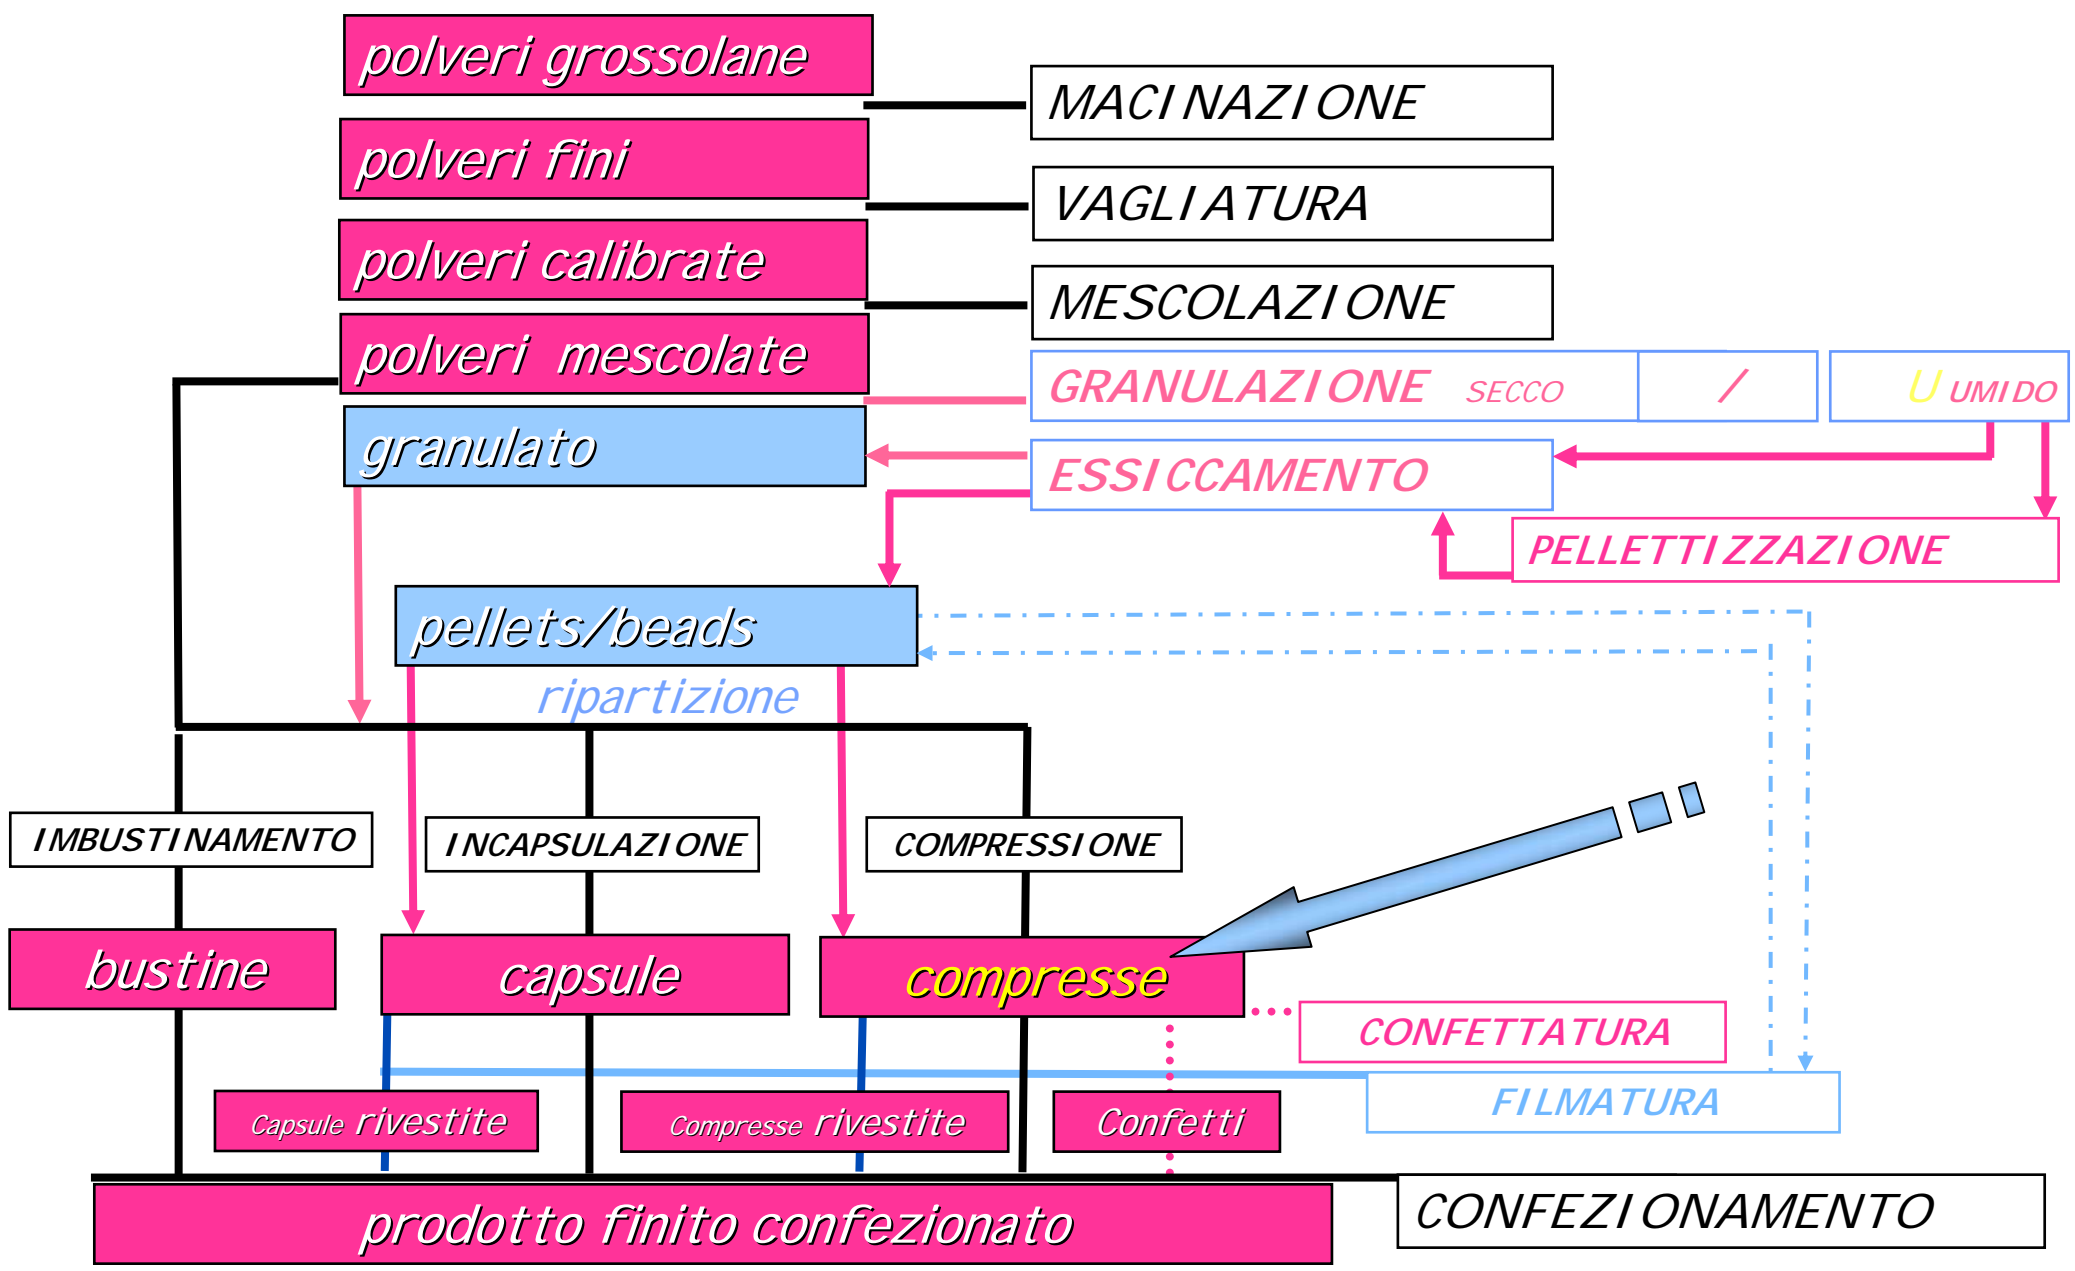 polveri grossolane
MACINAZIONE
polveri fini
VAGLIATURA
polveri calibrate
MESCOLAZIONE
polveri mescolate
GRANULAZIONE SECCO / U UMIDO
granulato
ESSICCAMENTO
PELLETTIZZAZIONE
pellets/beads
ripartizione
IMBUSTINAMENTO
INCAPSULAZIONE
COMPRESSIONE
bustine
capsule
compresse
CONFETTATURA
FILMATURA
Capsule rivestite
Compresse rivestite
Confetti
CONFEZIONAMENTO
prodotto finito confezionato